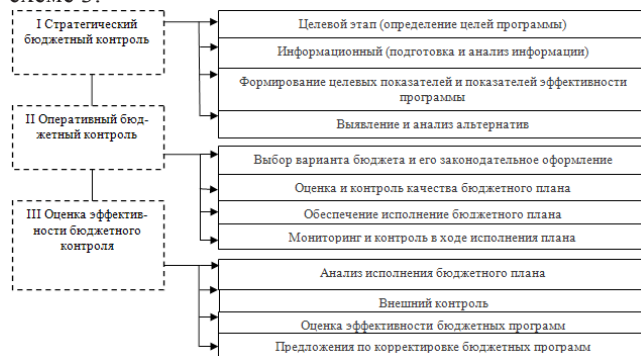 схеме 3:
I Стратегический
бюджетный контроль
Целевой этап (определение целей программы)
Информационный (подготовка и анализ информации)
Формирование целевых показателей и показателей эффективности
программы
Выявление и анализ альтернатив
II Оперативный бюд-
жетный контроль
Выбор варианта бюджета и его законодательное оформление
Оценка и контроль качества бюджетного плана
Обеспечение исполнение бюджетного плана
Мониторинг и контроль в ходе исполнения плана
III Оценка эффектив-
ности бюджетного
контроля
Анализ исполнения бюджетного плана
Внешний контроль
Оценка эффективности бюджетных программ
Предложения по корректировке бюджетных программ